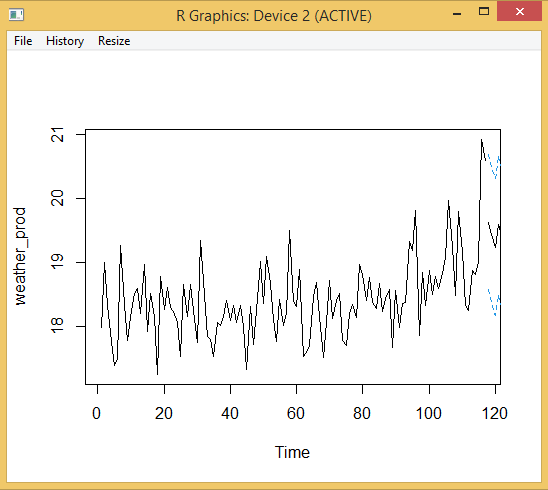 R Graphics: Device 2 (ACTIVE)
File History Resize
21
20
19
18
weather_prod
0 20 40 60 80 100 120
Time